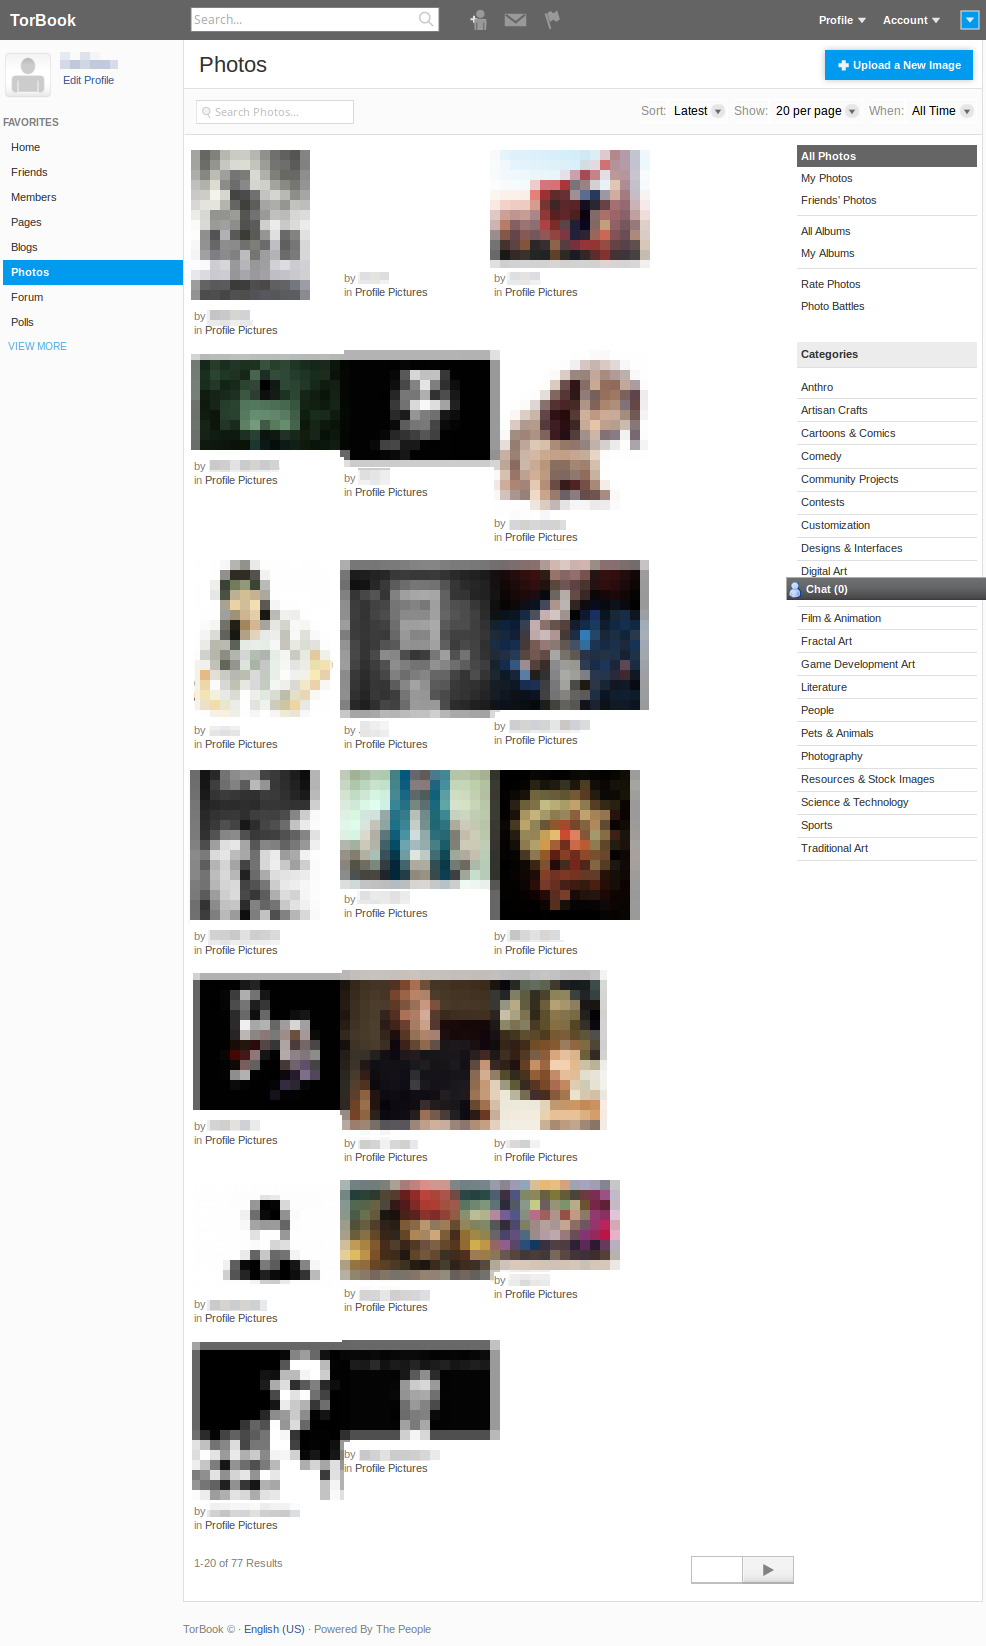 TorBook
Search...
Profile
Account
Edit Profile
FAVORITES
Home
Friends
Members
Pages
Blogs
Photos
Forum
Polls
VIEW MORE
Photos
Upload a New Image
Search Photos...
Sort: Latest Show: 20 per page When: All Time
by
in Profile Pictures
by
in Profile Pictures
by
in Profile Pictures
by
in Profile Pictures
by
in Profile Pictures
by
in Profile Pictures
by
in Profile Pictures
by
in Profile Pictures
by
in Profile Pictures
by
in Profile Pictures
by
in Profile Pictures
by
in Profile Pictures
by
in Profile Pictures
by
in Profile Pictures
by
in Profile Pictures
by
in Profile Pictures
by
in Profile Pictures
by
in Profile Pictures
by
in Profile Pictures
by
in Profile Pictures
1-20 of 77 Results
All Photos
My Photos
Friends' Photos
All Albums
My Albums
Rate Photos
Photo Battles
Categories
Anthro
Artisan Crafts
Cartoons & Comics
Comedy
Community Projects
Contests
Customization
Designs & Interfaces
Digital Art
Chat (0)
Film & Animation
Fractal Art
Game Development Art
Literature
People
Pets & Animals
Photography
Resources & Stock Images
Science & Technology
Sports
Traditional Art
TorBook © · English (US) · Powered By The People